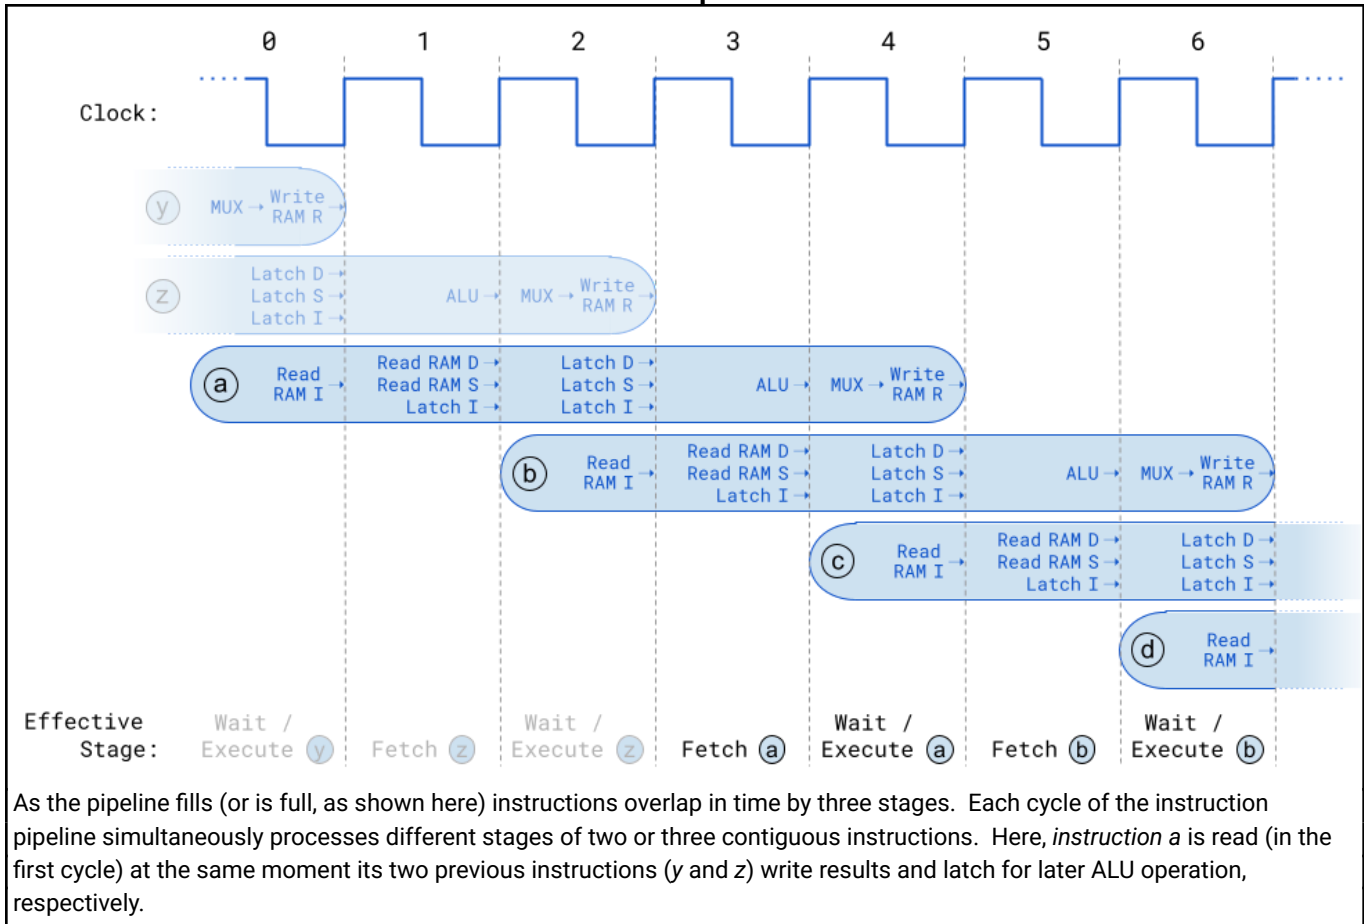 0 1 2 3 4 5 6
Clock:
y MUX → Write RAM R →
z Latch D → Latch S → Latch I → ALU → MUX → Write RAM R →
a Read RAM I → Read RAM D → Read RAM S → Latch I → Latch D → Latch S → Latch I → ALU → MUX → Write RAM R →
b Read RAM I → Read RAM D → Read RAM S → Latch I → Latch D → Latch S → Latch I → ALU → MUX → Write RAM R →
c Read RAM I → Read RAM D → Read RAM S → Latch I → Latch D → Latch S → Latch I →
d Read RAM I →
Effective Stage: Wait / Execute y Fetch z Wait / Execute z Fetch a Wait / Execute a Fetch b Wait / Execute b
As the pipeline fills (or is full, as shown here) instructions overlap in time by three stages. Each cycle of the instruction
pipeline simultaneously processes different stages of two or three contiguous instructions. Here, instruction a is read (in the
first cycle) at the same moment its two previous instructions (y and z) write results and latch for later ALU operation,
respectively.